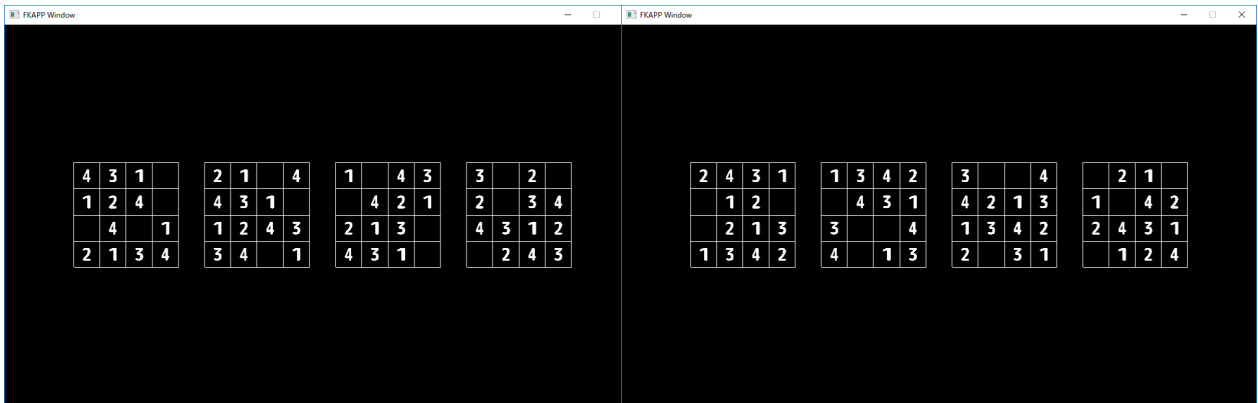 FKAPP Window
4 3 1
1 2 4
4 1
2 1 3 4
2 1 4
4 3 1
1 2 4 3
3 4 1
1 4 3
4 2 1
2 1 3
4 3 1
3 2
2 3 4
4 3 1 2
2 4 3
FKAPP Window
2 4 3 1
1 2
2 1 3
1 3 4 2
1 3 4 2
4 3 1
3 4
4 1 3
3 4
4 2 1 3
1 3 4 2
2 3 1
2 1
1 4 2
2 4 3 1
1 2 4